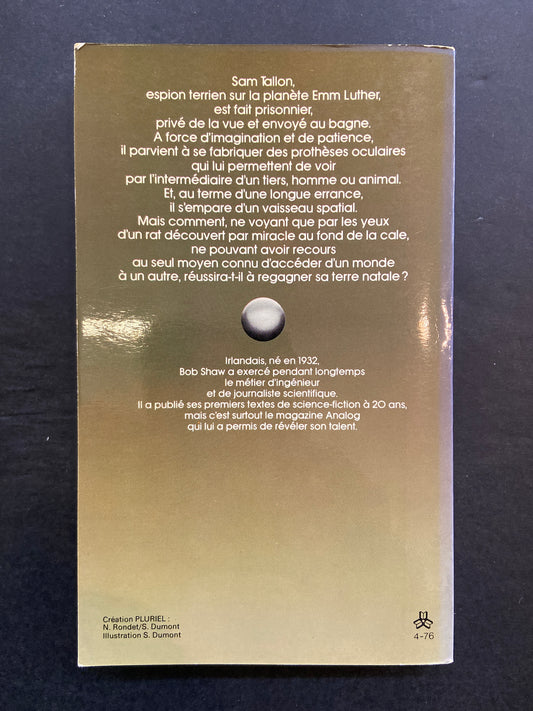 Sam Tallon,
espion terrien sur la planète Emm Luther,
est fait prisonnier,
privé de la vue et envoyé au bagne.
A force d'imagination et de patience,
il parvient à se fabriquer des prothèses oculaires
qui lui permettent de voir
par l'intermédiaire d'un tiers, homme ou animal.
Et, au terme d'une longue errance,
il s'empare d'un vaisseau spatial.
Mais comment, ne voyant que par les yeux
d'un rat découvert par miracle au fond de la cale,
ne pouvant avoir recours
au seul moyen connu d'accéder d'un monde
à un autre, réussira-t-il à regagner sa terre natale ?
Irlandais, né en 1932,
Bob Shaw a exercé pendant longtemps
le métier d'ingénieur
et de journaliste scientifique.
Il a publié ses premiers textes de science-fiction à 20 ans,
mais c'est surtout le magazine Analog
qui lui a permis de révéler son talent.
Création PLURIEL :
N. Rondet/S. Dumont
Illustration S. Dumont
4-76